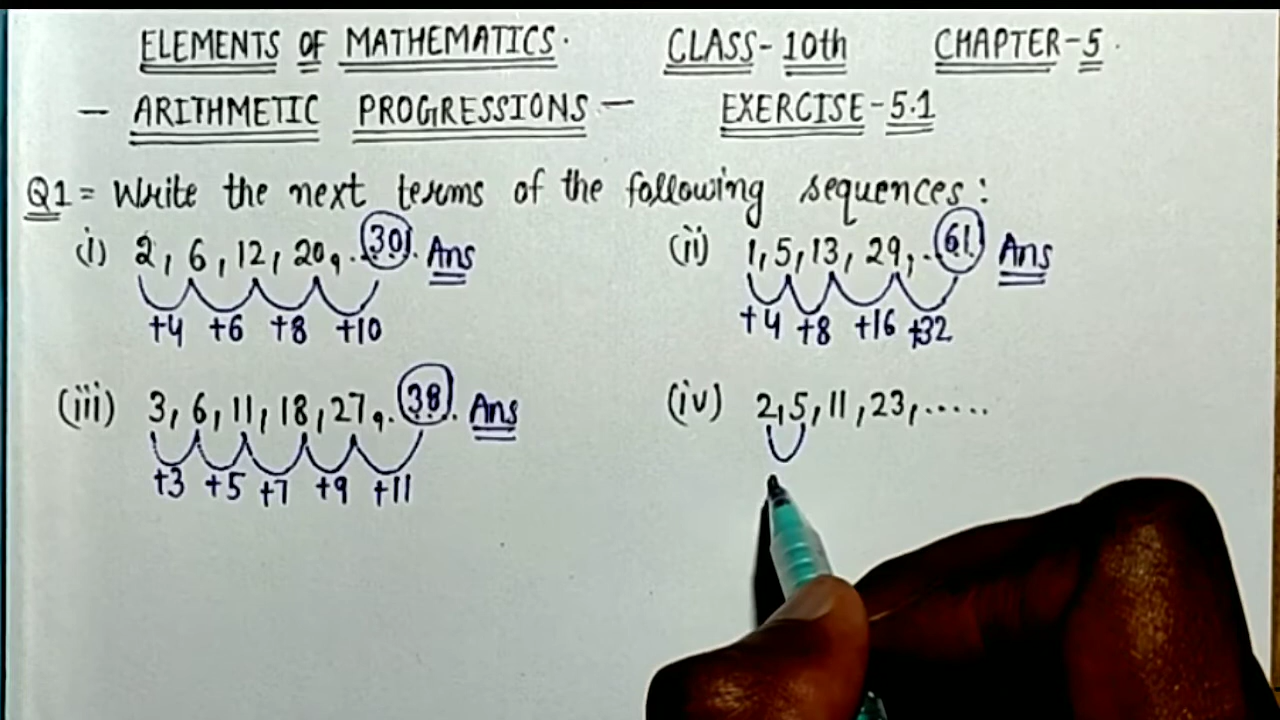 ELEMENTS OF MATHEMATICS. CLASS-10th CHAPTER-5.
- ARITHMETIC PROGRESSIONS - EXERCISE-5.1
Q1 = Write the next terms of the following sequences:
(i) 2, 6, 12, 20, ..30.. Ans (ii) 1, 5, 13, 29, ..61 Ans
+4 +6 +8 +10 +4 +8 +16 +32
(iii) 3, 6, 11, 18, 27, ..38.. Ans (iv) 2, 5, 11, 23, .....
+3 +5 +7 +9 +11